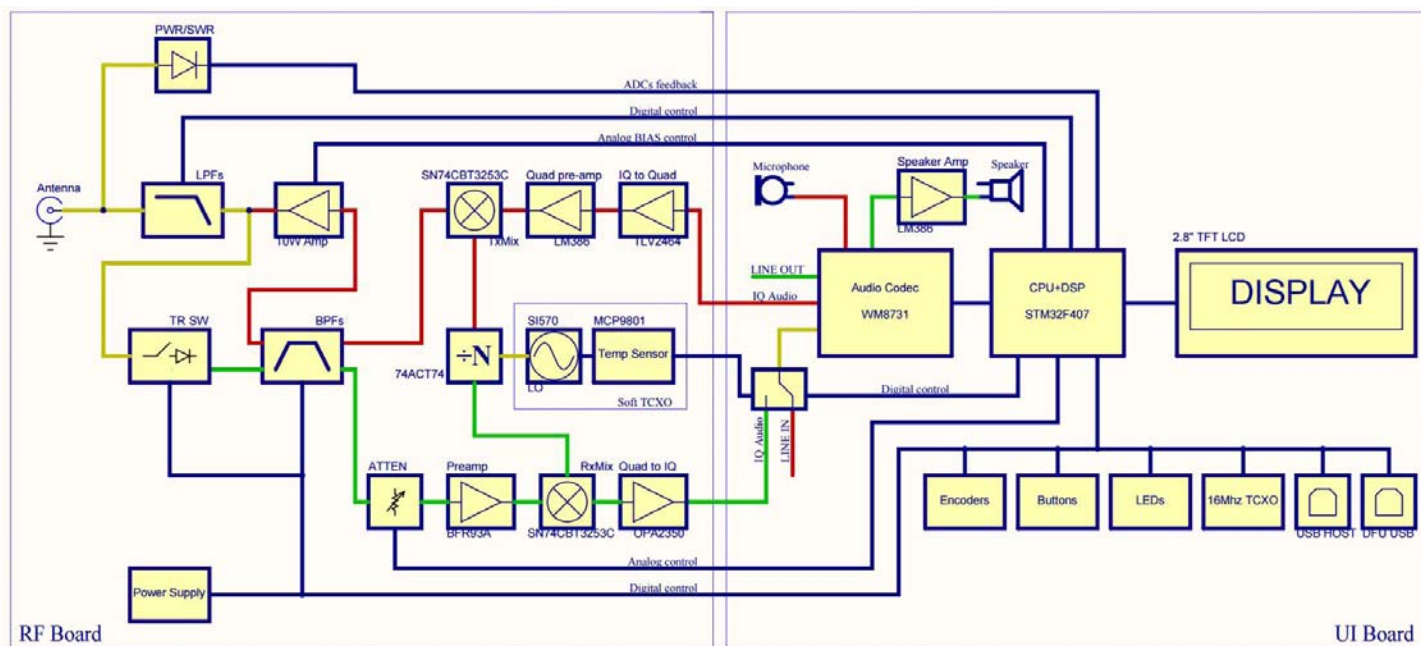 PWR/SWR
ADCs feedback
Digital control
Analog BIAS control
Antenna
LPFs
10W Amp
SN74CBT3253C
TxMix
Quad pre-amp
LM386
IQ to Quad
TLV2464
Microphone
Speaker Amp
LM386
Speaker
LINE OUT
IQ Audio
Audio Codec
WM8731
CPU+DSP
STM32F407
2.8" TFT LCD
DISPLAY
TR SW
BPFs
÷N
74ACT74
SI570
LO
MCP9801
Temp Sensor
Soft TCXO
Digital control
IQ Audio
LINE IN
ATTEN
Preamp
BFR93A
RxMix
SN74CBT3253C
Quad to IQ
OPA2350
Encoders
Buttons
LEDs
16Mhz TCXO
USB HOST
DFU USB
Analog control
Digital control
Power Supply
RF Board
UI Board